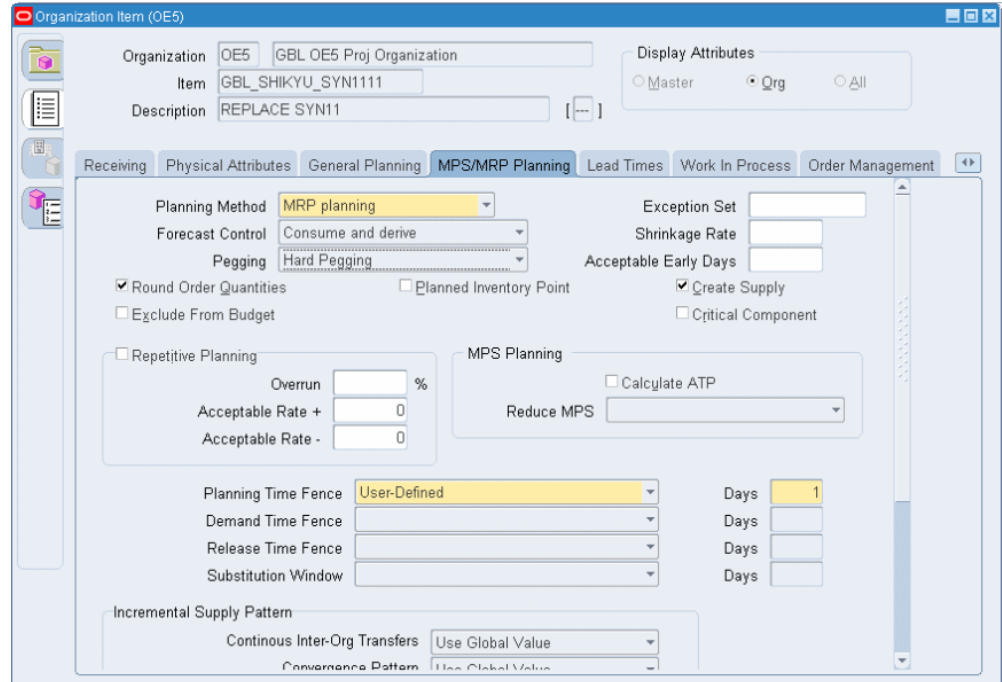 Organization Item (OE5)
Organization OE5 GBL OE5 Proj Organization
Item GBL_SHIKYU_SYN1111
Description REPLACE SYN11 [ --- ]
Display Attributes
Master Org All
Receiving Physical Attributes General Planning MPS/MRP Planning Lead Times Work In Process Order Management
Planning Method MRP planning Exception Set
Forecast Control Consume and derive Shrinkage Rate
Pegging Hard Pegging Acceptable Early Days
Round Order Quantities Planned Inventory Point Create Supply
Exclude From Budget Critical Component
Repetitive Planning
Overrun %
Acceptable Rate + 0
Acceptable Rate - 0
MPS Planning
Calculate ATP
Reduce MPS
Planning Time Fence User-Defined Days 1
Demand Time Fence Days
Release Time Fence Days
Substitution Window Days
Incremental Supply Pattern
Continous Inter-Org Transfers Use Global Value
Convergence Pattern Use Global Value